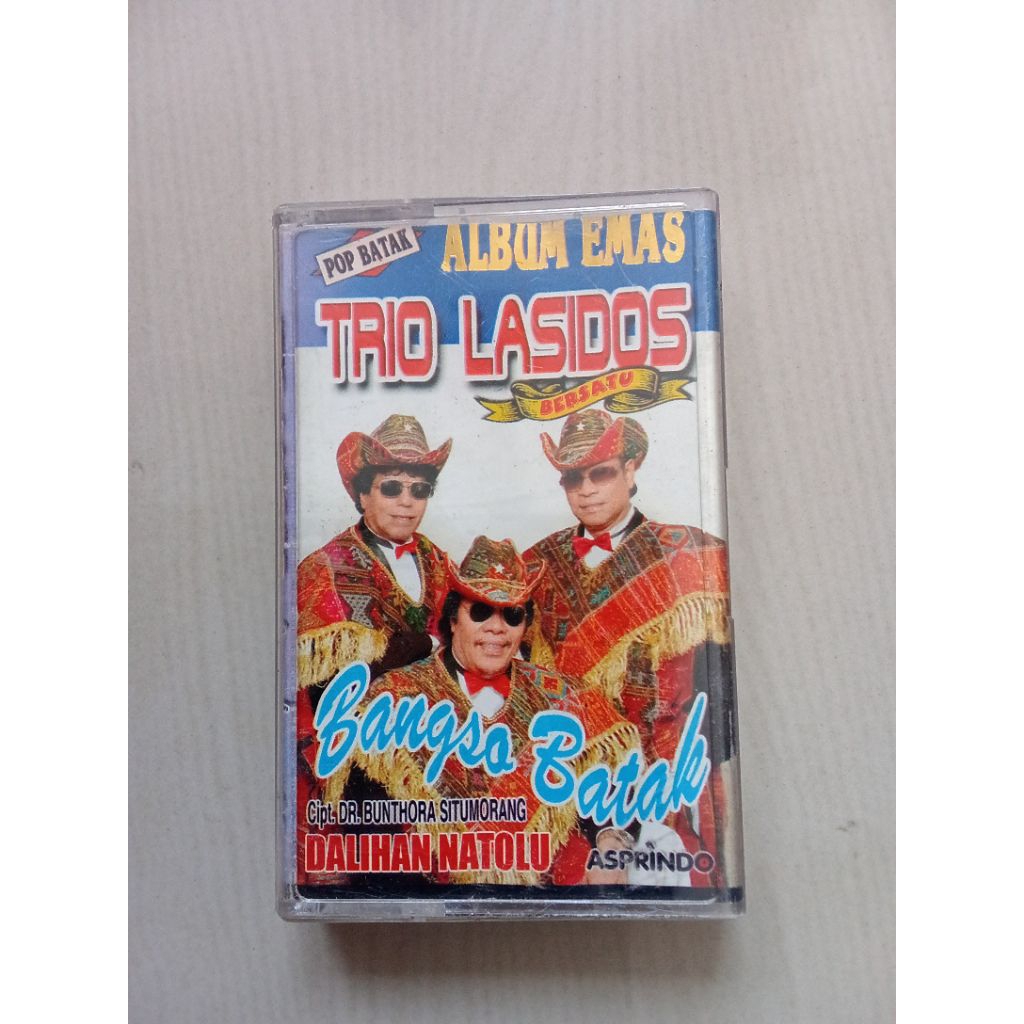 POP BATAK
ALBUM EMAS
TRIO LASIDOS
BERSATU
Bangso Batak
Cipt. DR. BUNTHORA SITUMORANG
DALIHAN NATOLU
ASPRINDO